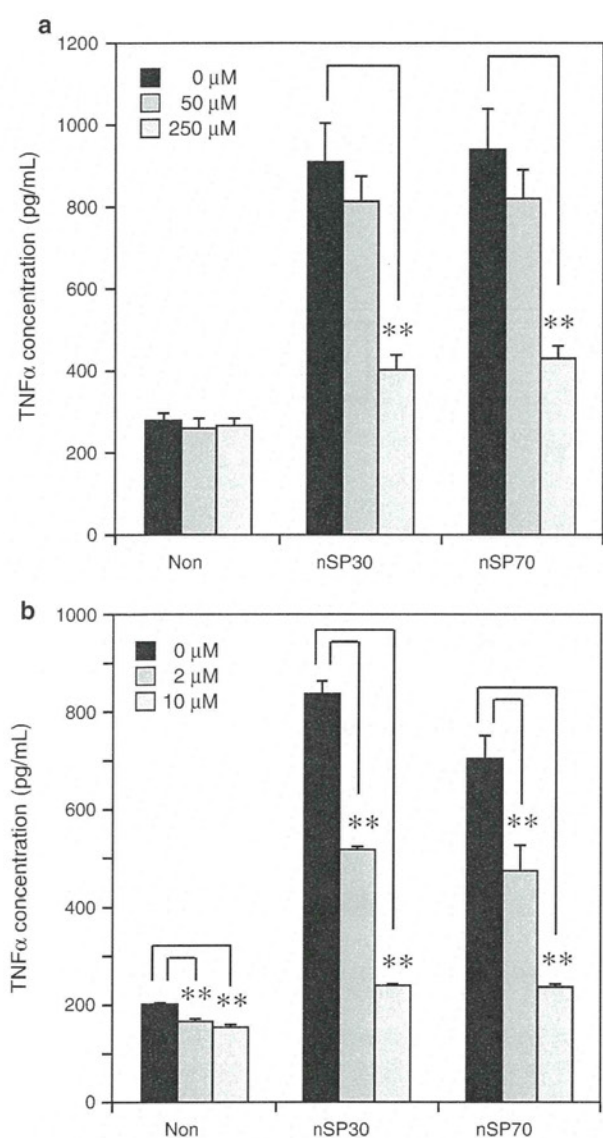 a
1200
1000
800
600
400
200
0
TNFα concentration (pg/mL)
0 µM
50 µM
250 µM
**
**
Non
nSP30
nSP70
b
1000
800
600
400
200
0
TNFα concentration (pg/mL)
0 µM
2 µM
10 µM
**
**
**
**
**
**
Non
nSP30
nSP70